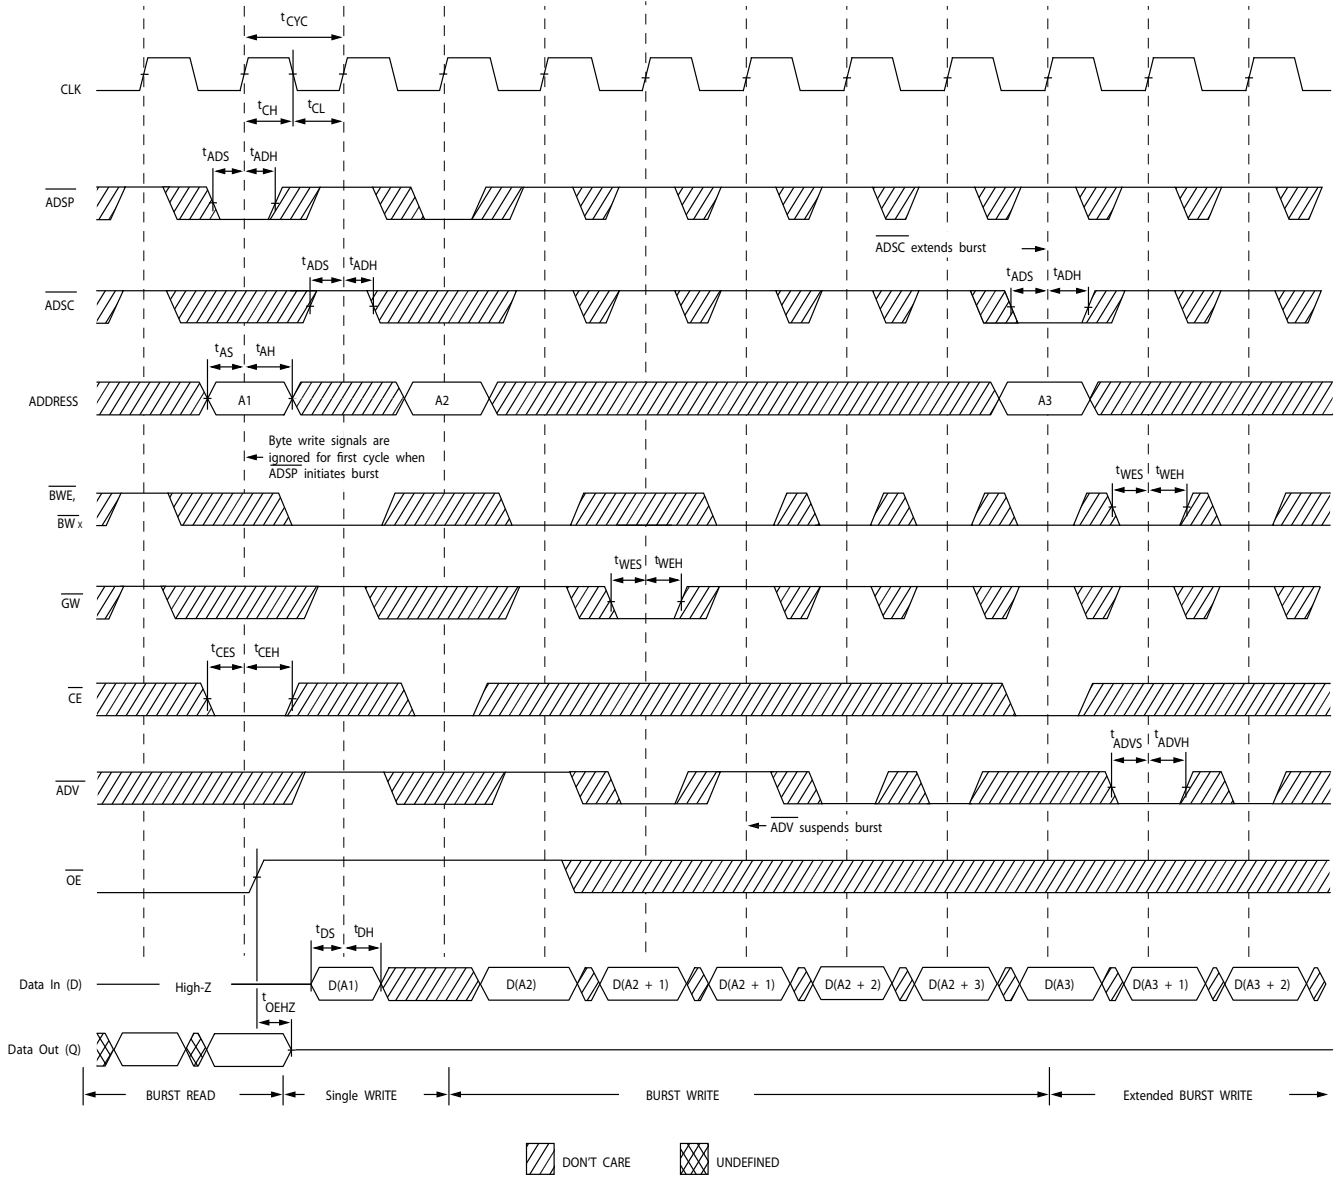 tCYC
CLK
tCH
tCL
tADS tADH
ADSP
ADSC extends burst
tADS tADH
tADS tADH
ADSC
tAS tAH
ADDRESS
A1 A2 A3
Byte write signals are
ignored for first cycle when
ADSP initiates burst
BWE,
BW x
tWES tWEH
tWES tWEH
GW
tCES tCEH
CE
tADVS tADVH
ADV
ADV suspends burst
OE
tDS tDH
Data In (D) High-Z D(A1) D(A2) D(A2 + 1) D(A2 + 1) D(A2 + 2) D(A2 + 3) D(A3) D(A3 + 1) D(A3 + 2)
tOEHZ
Data Out (Q)
BURST READ Single WRITE BURST WRITE Extended BURST WRITE
DON'T CARE UNDEFINED